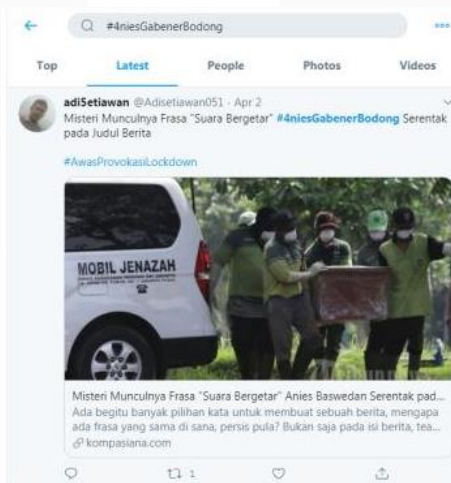 #4niesGabenerBodong
Top Latest People Photos Videos
adi5etiawan @Adisetiawan051 · Apr 2
Misteri Munculnya Frasa "Suara Bergetar" #4niesGabenerBodong Serentak
pada Judul Berita
#AwasProvokasiLockdown
MOBIL JENAZAH
Misteri Munculnya Frasa "Suara Bergetar" Anies Baswedan Serentak pad...
Ada begitu banyak pilihan kata untuk membuat sebuah berita, mengapa
ada frasa yang sama di sana, persis pula? Bukan saja pada isi berita, tea...
kompasiana.com
1